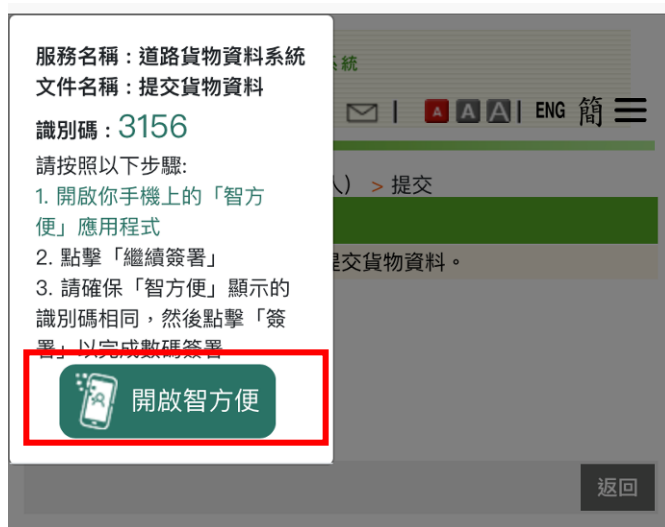 服務名稱：道路貨物資料系統
文件名稱：提交貨物資料
識別碼：3156
請按照以下步驟:
1. 開啟你手機上的「智方
便」應用程式
2. 點擊「繼續簽署」
3. 請確保「智方便」顯示的
識別碼相同，然後點擊「簽
署」以完成數碼簽署
開啟智方便
系統
| A A A | ENG 簡
人） > 提交
提交貨物資料。
返回